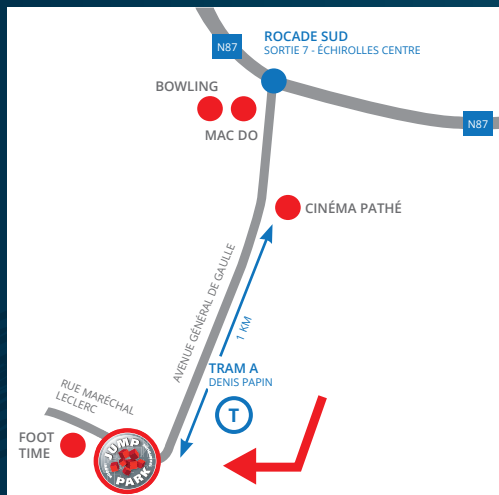 ROCADE SUD
SORTIE 7 - ÉCHIROLLES CENTRE
N87
BOWLING
MAC DO
N87
CINÉMA PATHÉ
AVENUE GÉNÉRAL DE GAULLE
1 KM
TRAM A
DENIS PAPIN
T
RUE MARÉCHAL
LECLERC
FOOT
TIME
JUMP
PARK